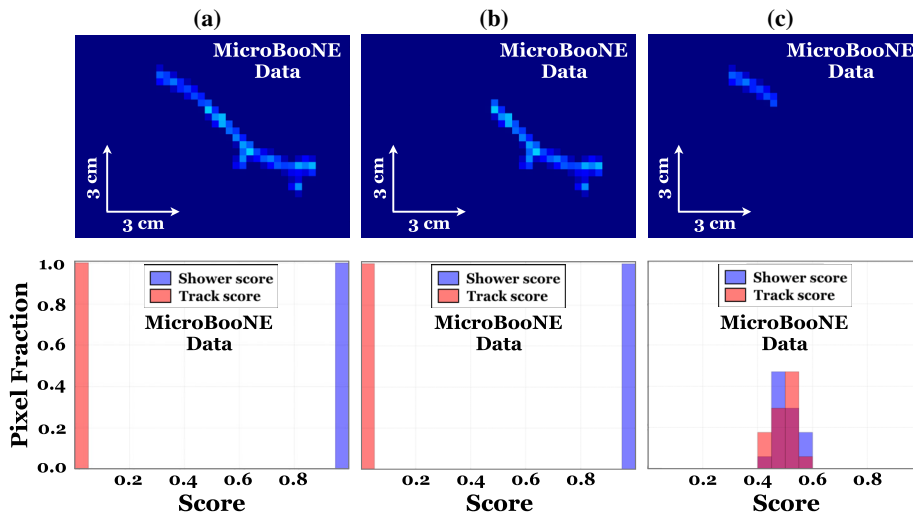 (a)
(b)
(c)
MicroBooNE
Data
3 cm
3 cm
MicroBooNE
Data
3 cm
3 cm
MicroBooNE
Data
3 cm
3 cm
Pixel Fraction
1.0
0.8
0.6
0.4
0.2
0.0
Shower score
Track score
MicroBooNE
Data
0.2 0.4 0.6 0.8
Score
Shower score
Track score
MicroBooNE
Data
0.2 0.4 0.6 0.8
Score
Shower score
Track score
MicroBooNE
Data
0.2 0.4 0.6 0.8
Score